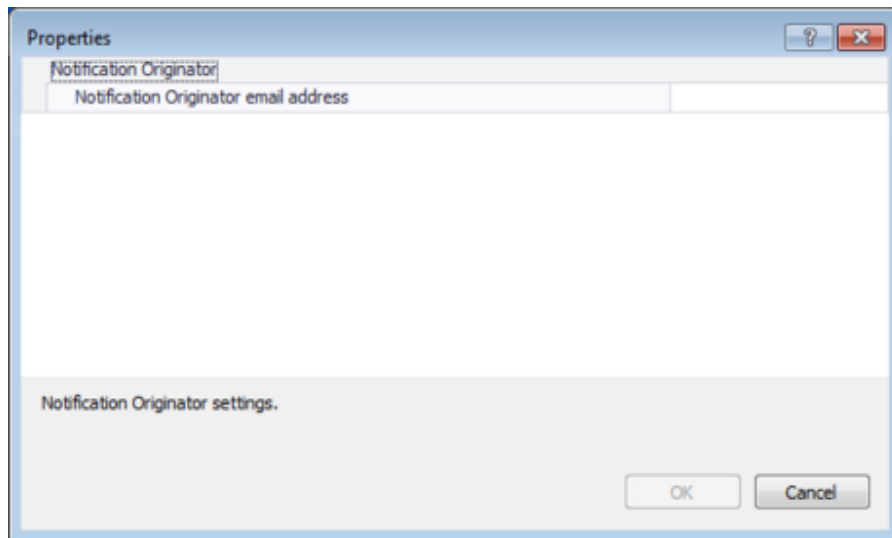 Properties
?
Notification Originator
Notification Originator email address
Notification Originator settings.
OK
Cancel